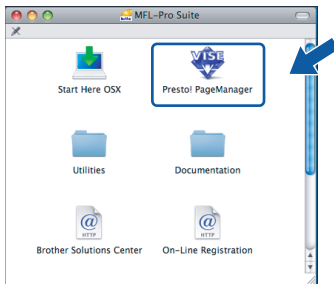 MFL-Pro Suite
VISE
Start Here OSX
Presto! PageManager
Utilities
Documentation
@
HTTP
@
HTTP
Brother Solutions Center
On-Line Registration